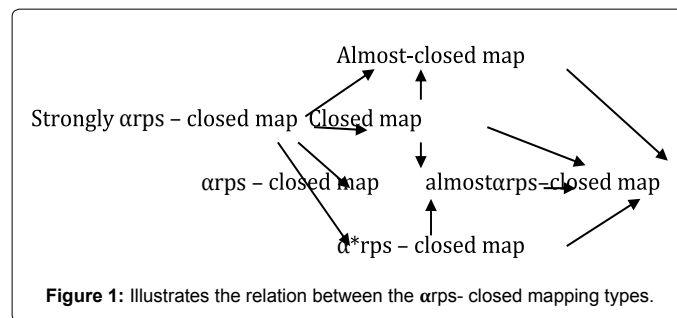 Almost-closed map
Strongly αrps – closed map Closed map
αrps – closed map almostαrps–closed map
α*rps – closed map
Figure 1: Illustrates the relation between the αrps- closed mapping types.